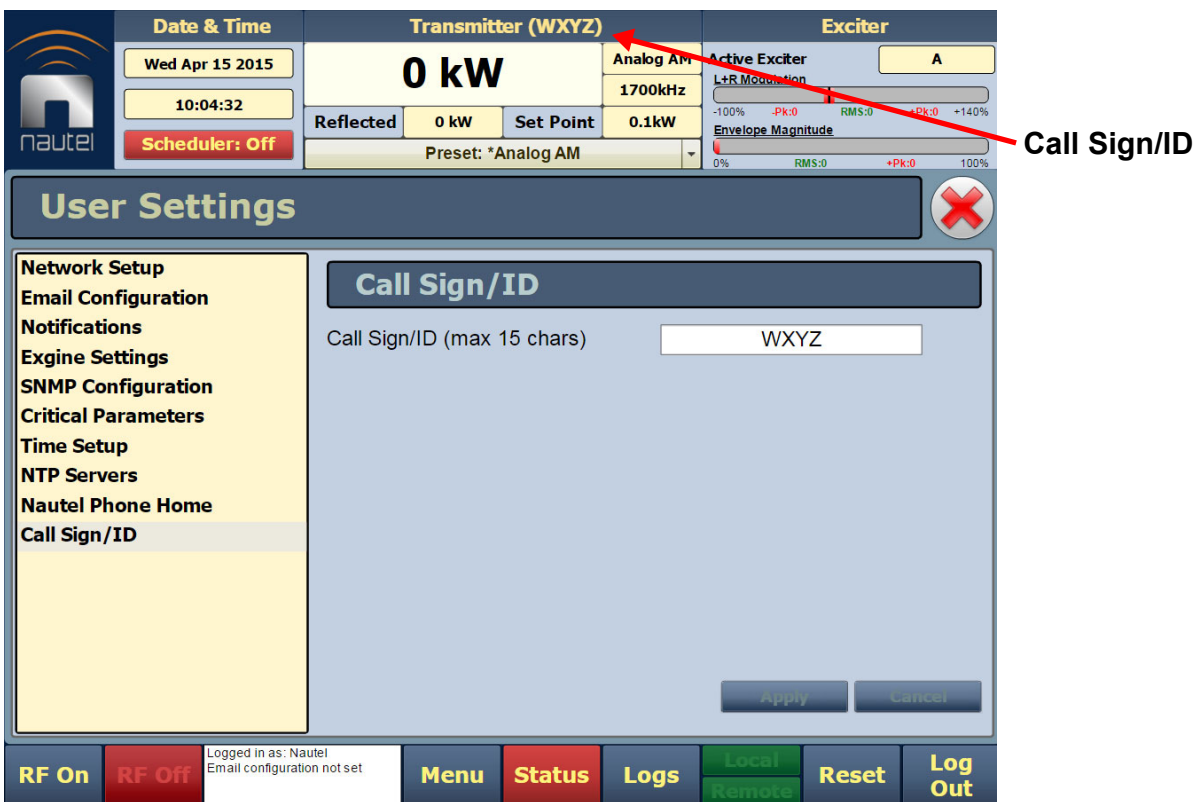 Date & Time
Transmitter (WXYZ)
Exciter
nautel
Wed Apr 15 2015
10:04:32
Scheduler: Off
0 kW
Analog AM
1700kHz
Reflected
0 kW
Set Point
0.1kW
Preset: *Analog AM
Active Exciter
A
L+R Modulation
-100%
-Pk:0
RMS:0
+Pk:0
+140%
Envelope Magnitude
0%
RMS:0
+Pk:0
100%
Call Sign/ID
User Settings
Network Setup
Email Configuration
Notifications
Exgine Settings
SNMP Configuration
Critical Parameters
Time Setup
NTP Servers
Nautel Phone Home
Call Sign/ID
Call Sign/ID
Call Sign/ID (max 15 chars)
WXYZ
Apply
Cancel
RF On
RF Off
Logged in as: Nautel
Email configuration not set
Menu
Status
Logs
Local
Remote
Reset
Log
Out